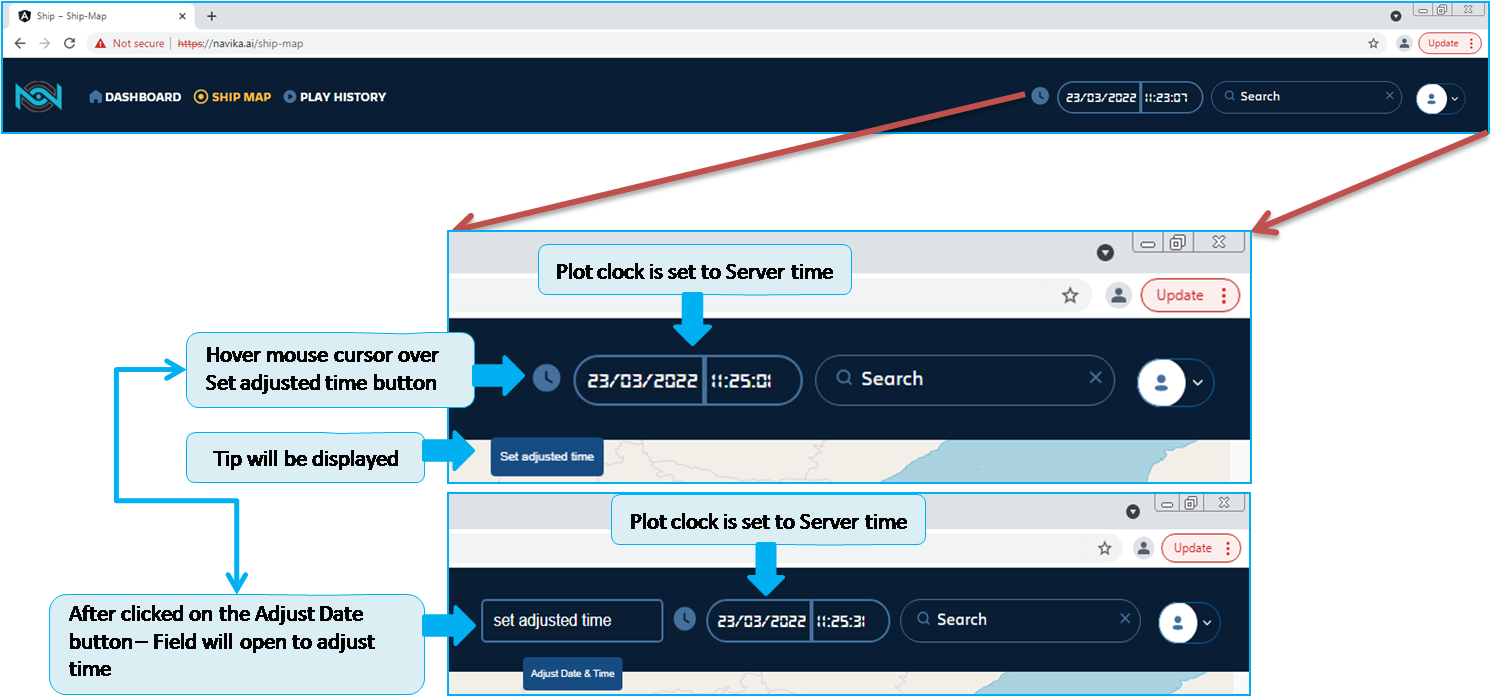 Ship – Ship-Map
Not secure | https://navika.ai/ship-map
Update
DASHBOARD SHIP MAP PLAY HISTORY
23/03/2022 11:23:07
Search
Plot clock is set to Server time
Update
Hover mouse cursor over
Set adjusted time button
23/03/2022 11:25:01
Search
Tip will be displayed
Set adjusted time
Plot clock is set to Server time
Update
After clicked on the Adjust Date
button – Field will open to adjust
time
set adjusted time
23/03/2022 11:25:31
Search
Adjust Date & Time